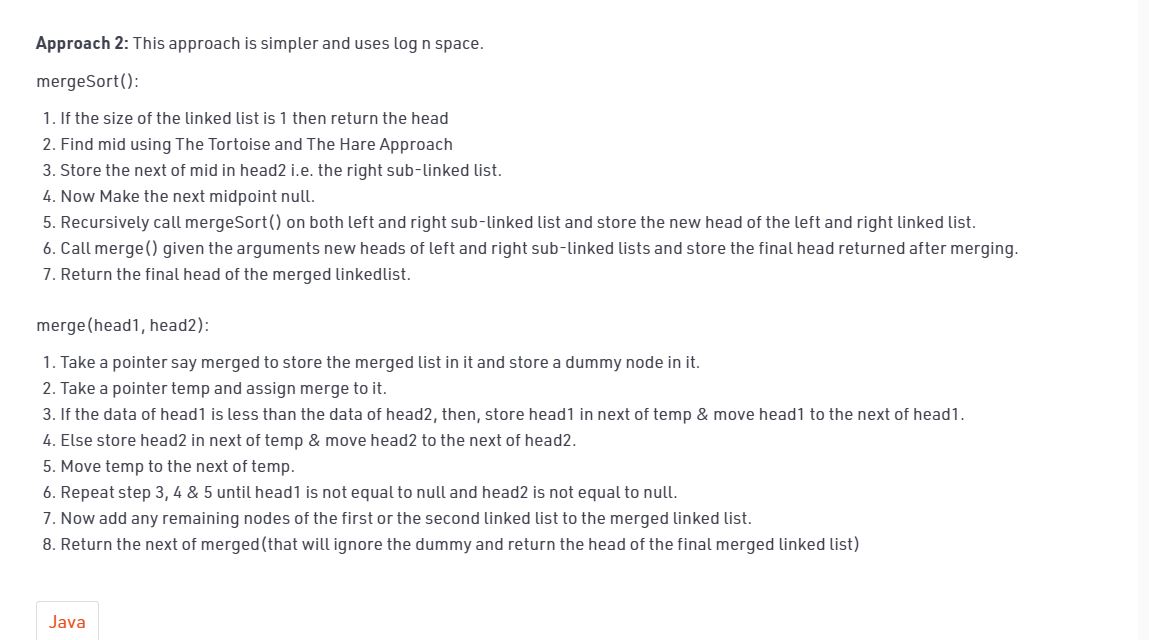 Approach 2: This approach is simpler and uses log n space.
mergeSort():
1. If the size of the linked list is 1 then return the head
2. Find mid using The Tortoise and The Hare Approach
3. Store the next of mid in head2 i.e. the right sub-linked list.
4. Now Make the next midpoint null.
5. Recursively call mergeSort() on both left and right sub-linked list and store the new head of the left and right linked list.
6. Call merge() given the arguments new heads of left and right sub-linked lists and store the final head returned after merging.
7. Return the final head of the merged linkedlist.
merge(head1, head2):
1. Take a pointer say merged to store the merged list in it and store a dummy node in it.
2. Take a pointer temp and assign merge to it.
3. If the data of head1 is less than the data of head2, then, store head1 in next of temp & move head1 to the next of head1.
4. Else store head2 in next of temp & move head2 to the next of head2.
5. Move temp to the next of temp.
6. Repeat step 3, 4 & 5 until head1 is not equal to null and head2 is not equal to null.
7. Now add any remaining nodes of the first or the second linked list to the merged linked list.
8. Return the next of merged(that will ignore the dummy and return the head of the final merged linked list)
Java